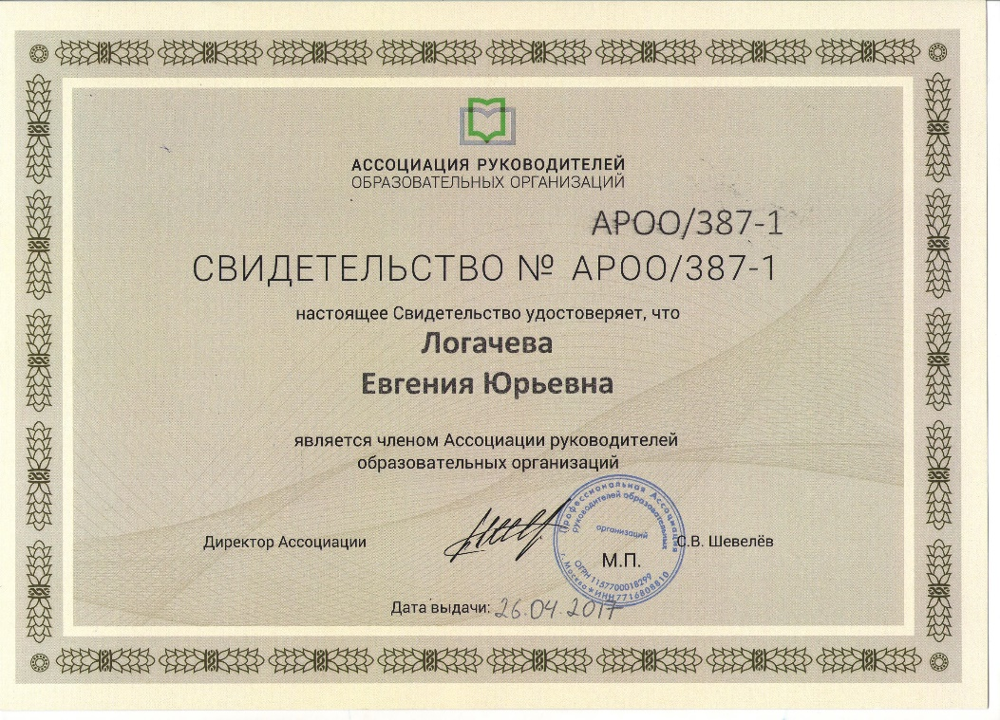 АССОЦИАЦИЯ РУКОВОДИТЕЛЕЙ
ОБРАЗОВАТЕЛЬНЫХ ОРГАНИЗАЦИЙ
АРОО/387-1
СВИДЕТЕЛЬСТВО № АРОО/387-1
настоящее Свидетельство удостоверяет, что
Логачева
Евгения Юрьевна
является членом Ассоциации руководителей
образовательных организаций
Директор Ассоциации
С.В. Шевелёв
М.П.
Профессиональная Ассоциация
руководителей образовательных
организаций
ОГРН 1157700018299
г. Москва * ИНН 7716808810
Дата выдачи: 26.04.2017